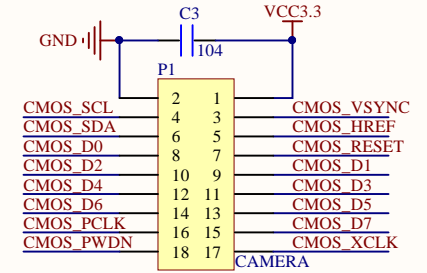 C3
VCC3.3
GND
104
P1
2 1
CMOS_SCL 4 3 CMOS_VSYNC
CMOS_SDA 6 5 CMOS_HREF
CMOS_D0 8 7 CMOS_RESET
CMOS_D2 10 9 CMOS_D1
CMOS_D4 12 11 CMOS_D3
CMOS_D6 14 13 CMOS_D5
CMOS_PCLK 16 15 CMOS_D7
CMOS_PWDN 18 17 CMOS_XCLK
CAMERA